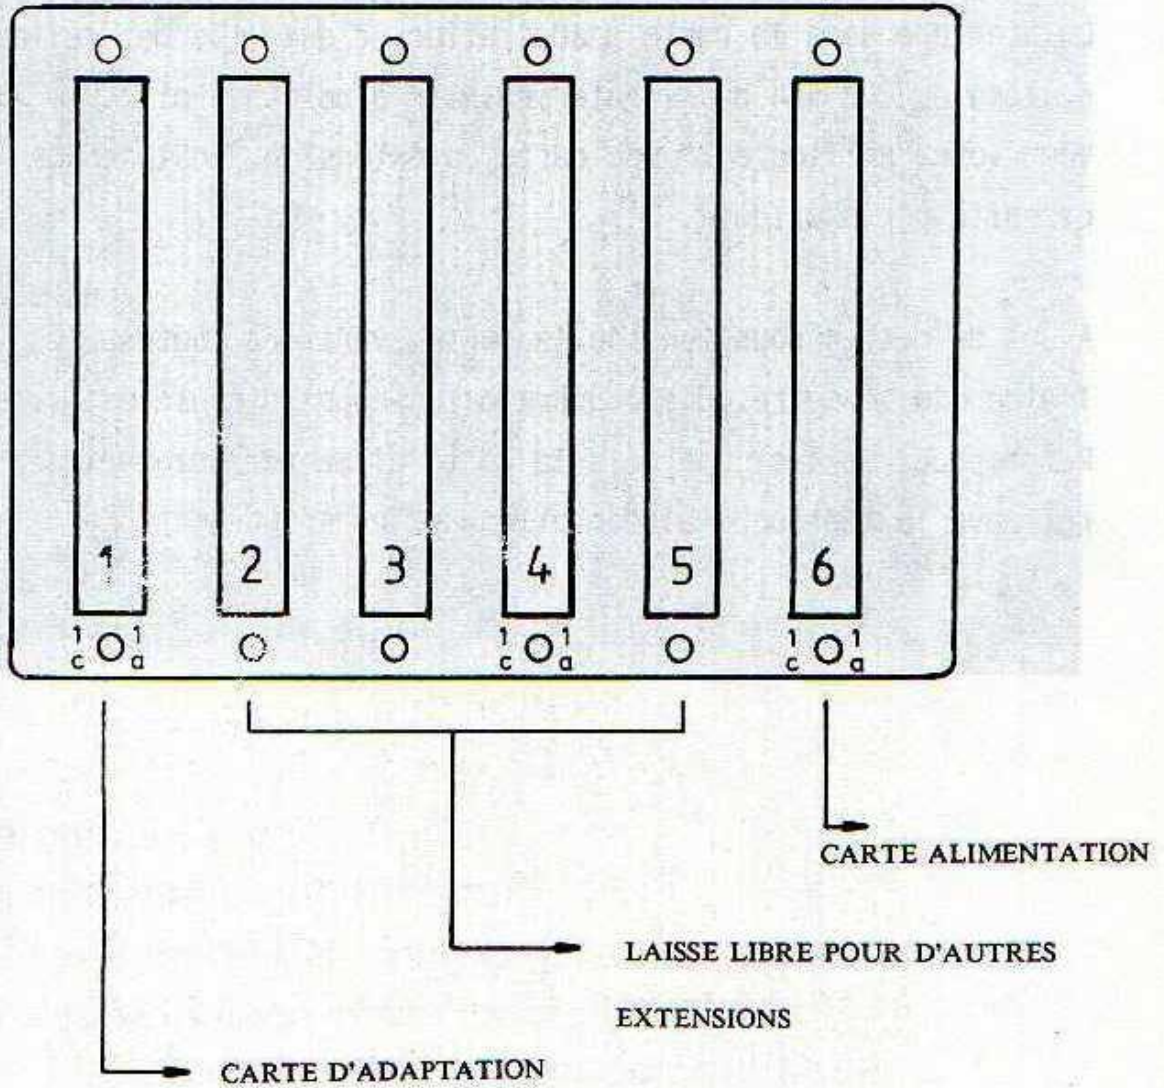 1 2 3 4 5 6
1 1 1 1 1 1
c a c a c a
CARTE ALIMENTATION
LAISSE LIBRE POUR D'AUTRES
EXTENSIONS
CARTE D'ADAPTATION